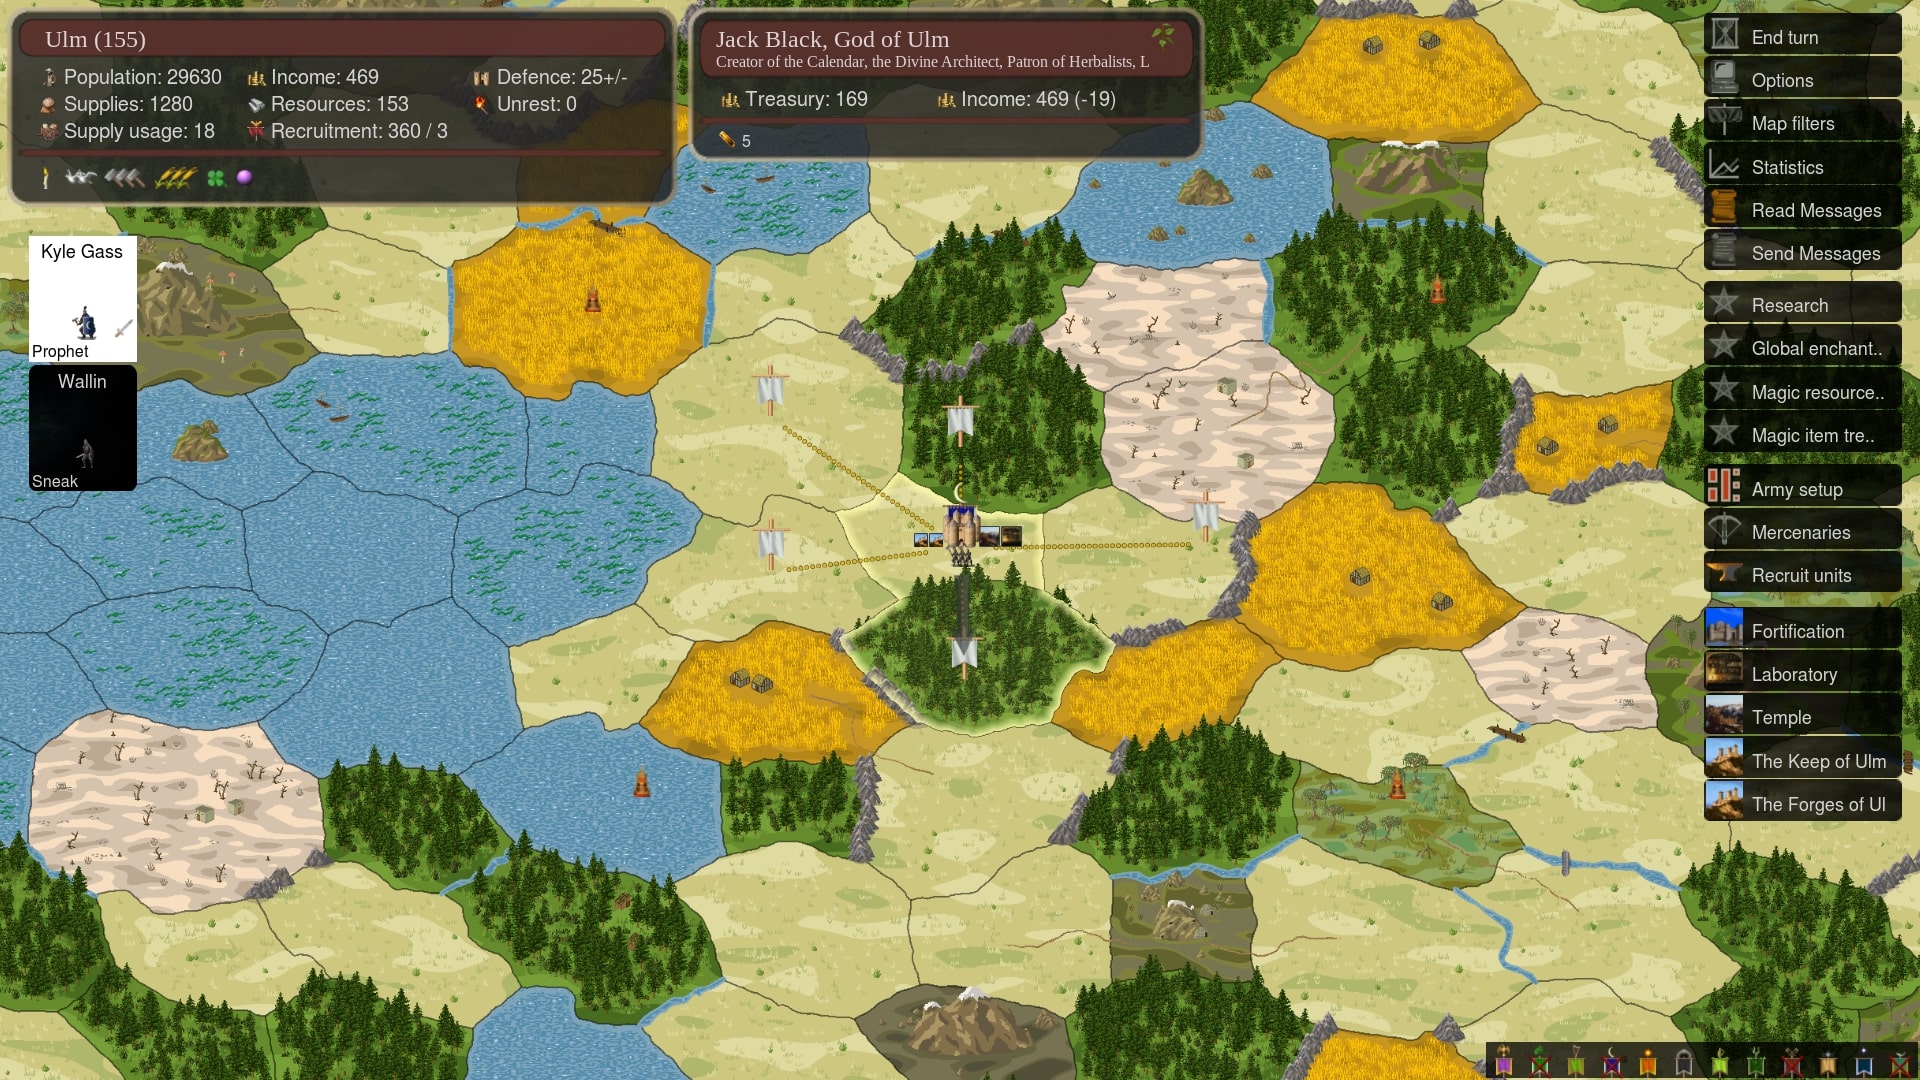 Ulm (155)
Population: 29630
Income: 469
Defence: 25+/-
Supplies: 1280
Resources: 153
Unrest: 0
Supply usage: 18
Recruitment: 360 / 3
Jack Black, God of Ulm
Creator of the Calendar, the Divine Architect, Patron of Herbalists, L
Treasury: 169
Income: 469 (-19)
5
Kyle Gass
Prophet
Wallin
Sneak
End turn
Options
Map filters
Statistics
Read Messages
Send Messages
Research
Global enchant..
Magic resource..
Magic item tre..
Army setup
Mercenaries
Recruit units
Fortification
Laboratory
Temple
The Keep of Ulm
The Forges of Ul